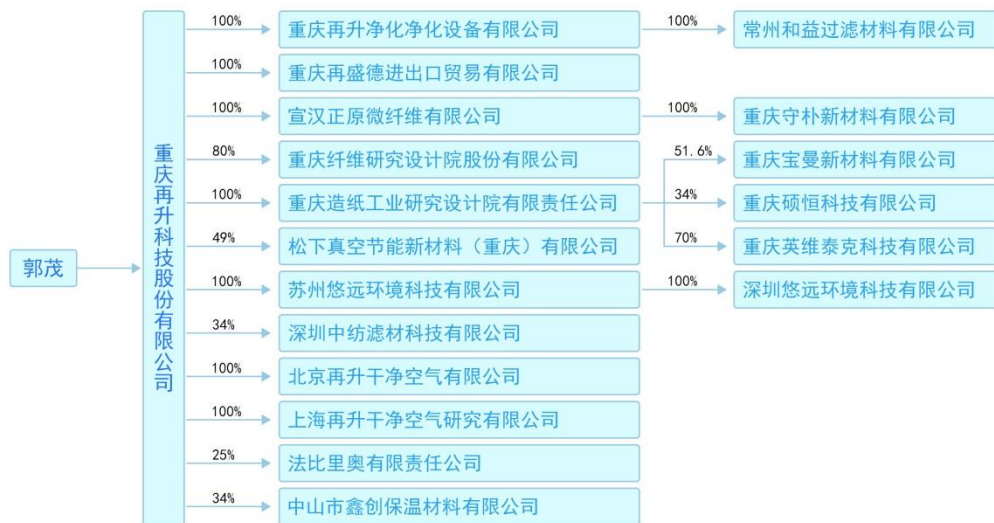 100%
重庆再升净化净化设备有限公司
100%
常州和益过滤材料有限公司
100%
重庆再盛德进出口贸易有限公司
100%
宣汉正原微纤维有限公司
100%
重庆守朴新材料有限公司
80%
重庆纤维研究设计院股份有限公司
51.6%
重庆宝曼新材料有限公司
100%
重庆造纸工业研究设计院有限责任公司
34%
重庆硕恒科技有限公司
49%
松下真空节能新材料（重庆）有限公司
70%
重庆英维泰克科技有限公司
郭茂
重庆再升科技股份有限公司
100%
苏州悠远环境科技有限公司
100%
深圳悠远环境科技有限公司
34%
深圳中纺滤材科技有限公司
100%
北京再升干净空气有限公司
100%
上海再升干净空气研究有限公司
25%
法比里奥有限责任公司
34%
中山市鑫创保温材料有限公司